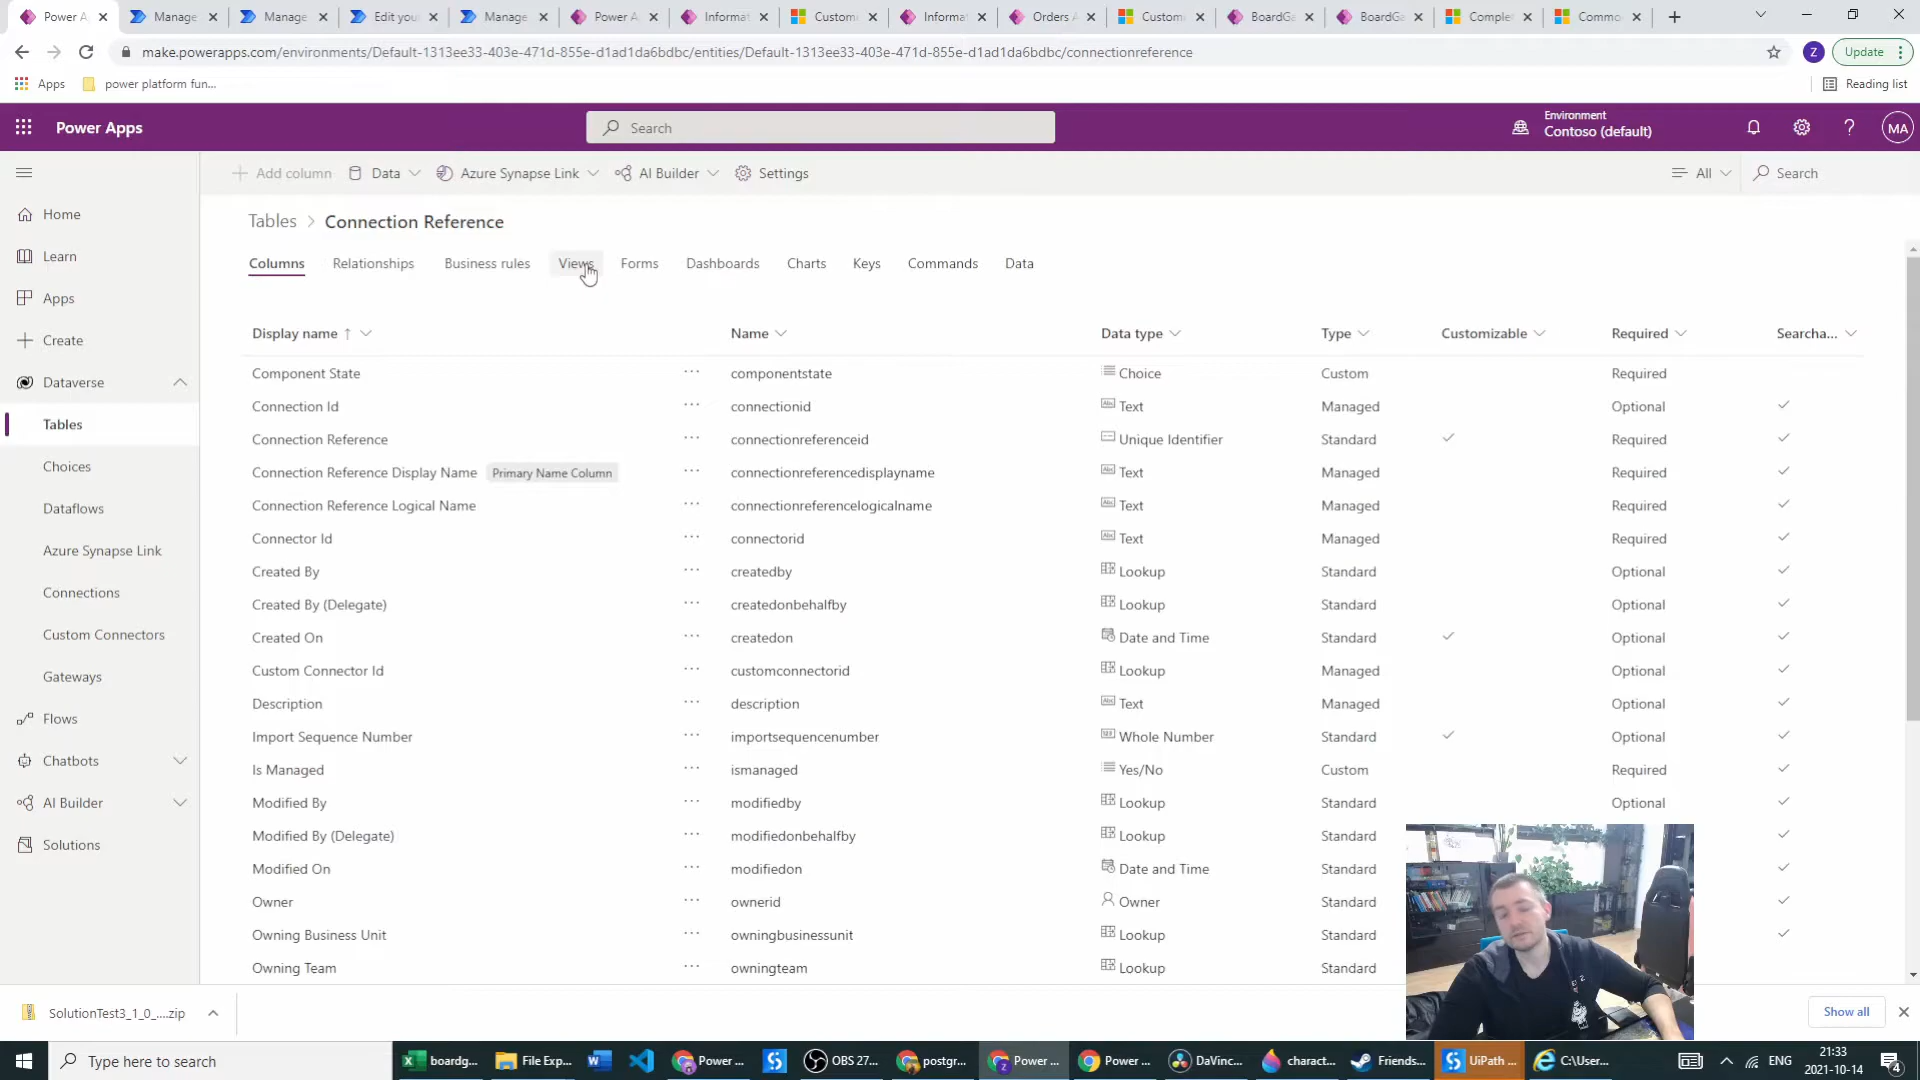 Power A
Manage
Manage
Edit you
Manage
Power A
Informat
Custom
Informat
Orders A
Custom
BoardGa
BoardGa
Comple
Commo
make.powerapps.com/environments/Default-1313ee33-403e-471d-855e-d1ad1da6bdbc/entities/Default-1313ee33-403e-471d-855e-d1ad1da6bdbc/connectionreference
Z
Update
Apps
power platform fun...
Reading list
Power Apps
Search
Environment
Contoso (default)
MA
Add column
Data
Azure Synapse Link
AI Builder
Settings
All
Search
Home
Learn
Apps
Create
Dataverse
Tables
Choices
Dataflows
Azure Synapse Link
Connections
Custom Connectors
Gateways
Flows
Chatbots
AI Builder
Solutions
Tables > Connection Reference
Columns Relationships Business rules Views Forms Dashboards Charts Keys Commands Data
Display name ↑ Name Data type Type Customizable Required Searcha...
Component State ··· componentstate Choice Custom Required
Connection Id ··· connectionid Text Managed Optional
Connection Reference ··· connectionreferenceid Unique Identifier Standard Required
Connection Reference Display Name Primary Name Column ··· connectionreferencedisplayname Text Managed Required
Connection Reference Logical Name ··· connectionreferencelogicalname Text Managed Required
Connector Id ··· connectorid Text Managed Required
Created By ··· createdby Lookup Standard Optional
Created By (Delegate) ··· createdonbehalfby Lookup Standard Optional
Created On ··· createdon Date and Time Standard Optional
Custom Connector Id ··· customconnectorid Lookup Managed Optional
Description ··· description Text Managed Optional
Import Sequence Number ··· importsequencenumber Whole Number Standard Optional
Is Managed ··· ismanaged Yes/No Custom Required
Modified By ··· modifiedby Lookup Standard Optional
Modified By (Delegate) ··· modifiedonbehalfby Lookup Standard
Modified On ··· modifiedon Date and Time Standard
Owner ··· ownerid Owner Standard
Owning Business Unit ··· owningbusinessunit Lookup Standard
Owning Team ··· owningteam Lookup Standard
SolutionTest3_1_0_....zip
Show all
Type here to search
boardg...
File Exp...
Power ...
OBS 27...
postgr...
Power ...
Power ...
DaVinc...
charact...
Friends...
UiPath ...
C:\User...
ENG
21:33
2021-10-14
4